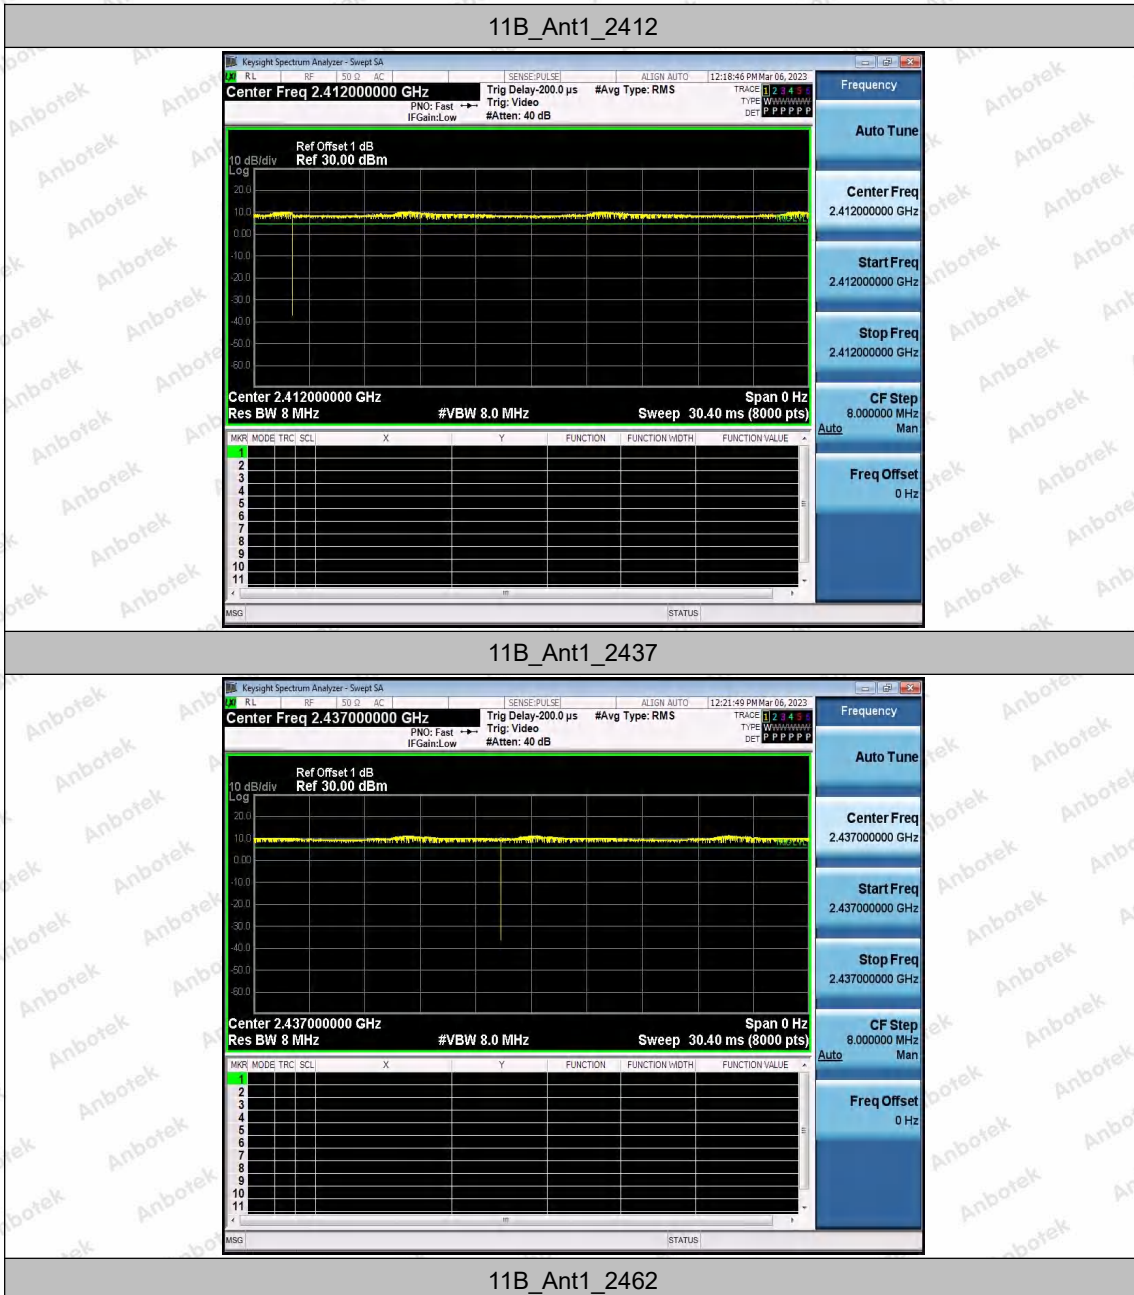 11B_Ant1_2412
Keysight Spectrum Analyzer - Swept SA
LXI RL RF 50 Ω AC SENSE:PULSE ALIGN AUTO 12:18:46 PM Mar 06, 2023
Center Freq 2.412000000 GHz Trig Delay-200.0 µs #Avg Type: RMS TRACE 1 2 3 4 5 6
PNO: Fast Trig: Video TYPE WWWWWW
IFGain:Low #Atten: 40 dB DET P P P P P P
Frequency
Auto Tune
Center Freq
2.412000000 GHz
Start Freq
2.412000000 GHz
Stop Freq
2.412000000 GHz
CF Step
8.000000 MHz
Auto Man
Freq Offset
0 Hz
Ref Offset 1 dB
10 dB/div Ref 30.00 dBm
Log
20.0
10.0
0.00
-10.0
-20.0
-30.0
-40.0
-50.0
-60.0
Center 2.412000000 GHz Span 0 Hz
Res BW 8 MHz #VBW 8.0 MHz Sweep 30.40 ms (8000 pts)
MKR MODE TRC SCL X Y FUNCTION FUNCTION WIDTH FUNCTION VALUE
1
2
3
4
5
6
7
8
9
10
11
MSG STATUS
11B_Ant1_2437
Keysight Spectrum Analyzer - Swept SA
LXI RL RF 50 Ω AC SENSE:PULSE ALIGN AUTO 12:21:49 PM Mar 06, 2023
Center Freq 2.437000000 GHz Trig Delay-200.0 µs #Avg Type: RMS TRACE 1 2 3 4 5 6
PNO: Fast Trig: Video TYPE WWWWWW
IFGain:Low #Atten: 40 dB DET P P P P P P
Frequency
Auto Tune
Center Freq
2.437000000 GHz
Start Freq
2.437000000 GHz
Stop Freq
2.437000000 GHz
CF Step
8.000000 MHz
Auto Man
Freq Offset
0 Hz
Ref Offset 1 dB
10 dB/div Ref 30.00 dBm
Log
20.0
10.0
0.00
-10.0
-20.0
-30.0
-40.0
-50.0
-60.0
Center 2.437000000 GHz Span 0 Hz
Res BW 8 MHz #VBW 8.0 MHz Sweep 30.40 ms (8000 pts)
MKR MODE TRC SCL X Y FUNCTION FUNCTION WIDTH FUNCTION VALUE
1
2
3
4
5
6
7
8
9
10
11
MSG STATUS
11B_Ant1_2462